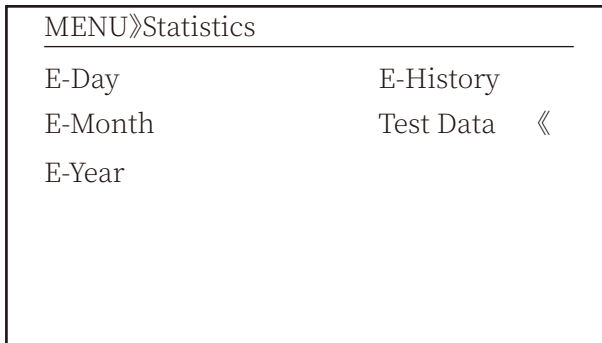 MENU》Statistics
E-Day E-History
E-Month Test Data 《
E-Year